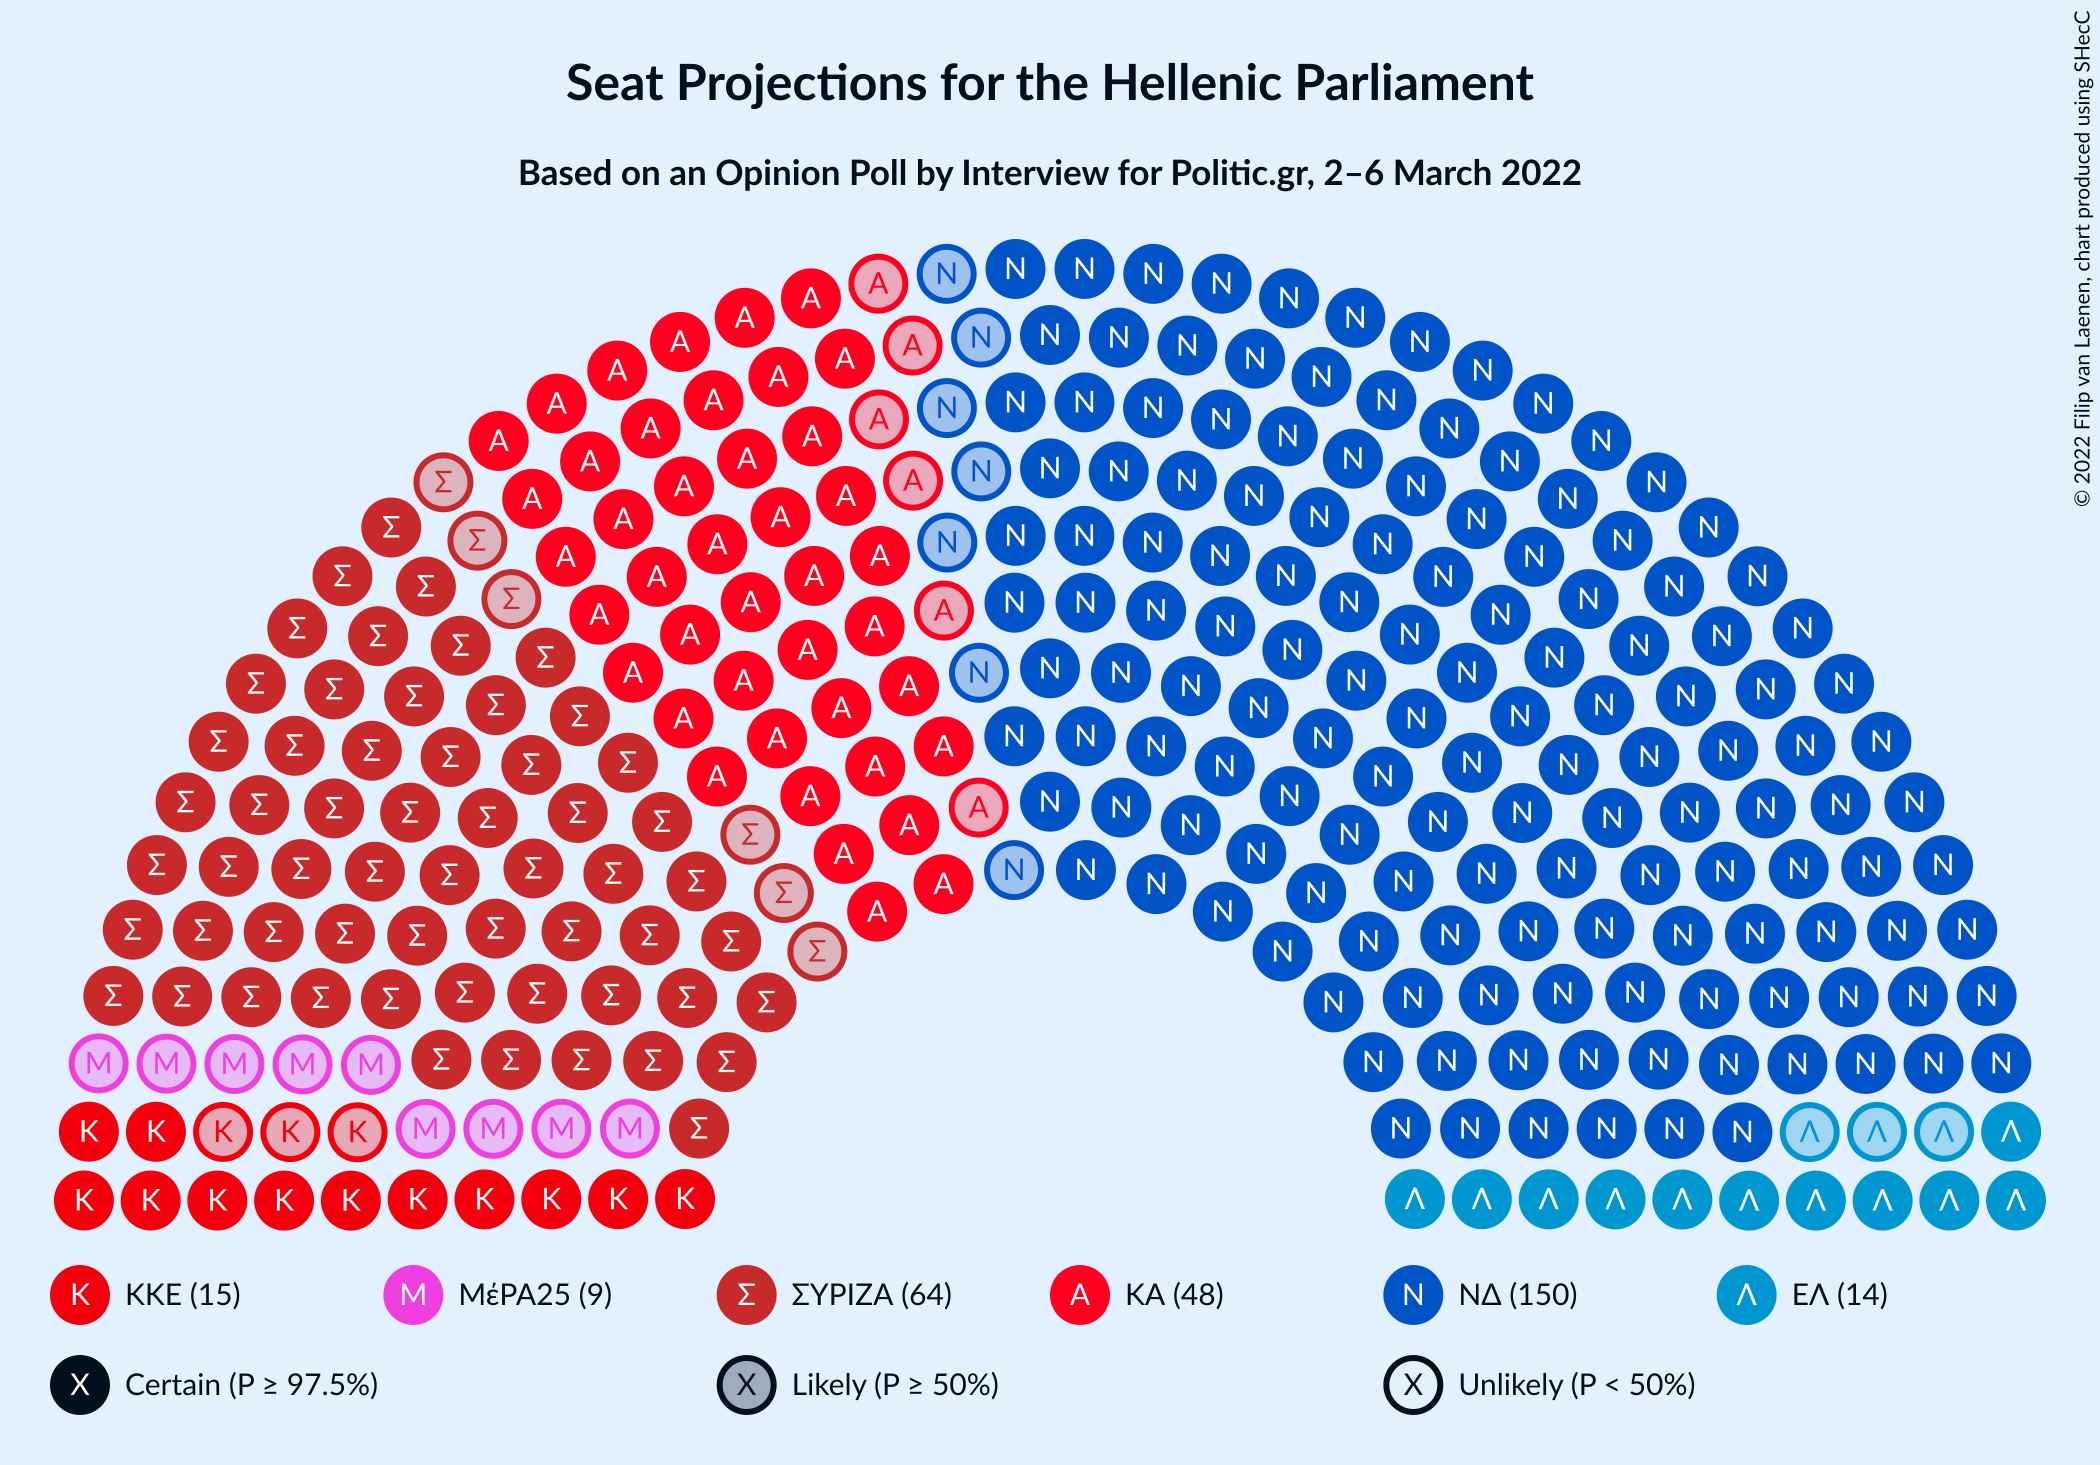 Seat Projections for the Hellenic Parliament
Based on an Opinion Poll by Interview for Politic.gr, 2–6 March 2022
© 2022 Filip van Laenen, chart produced using SHecC
Κ ΚΚΕ (15)
Μ ΜέΡΑ25 (9)
Σ ΣΥΡΙΖΑ (64)
Α ΚΑ (48)
Ν ΝΔ (150)
Λ ΕΛ (14)
X Certain (P ≥ 97.5%)
X Likely (P ≥ 50%)
X Unlikely (P < 50%)